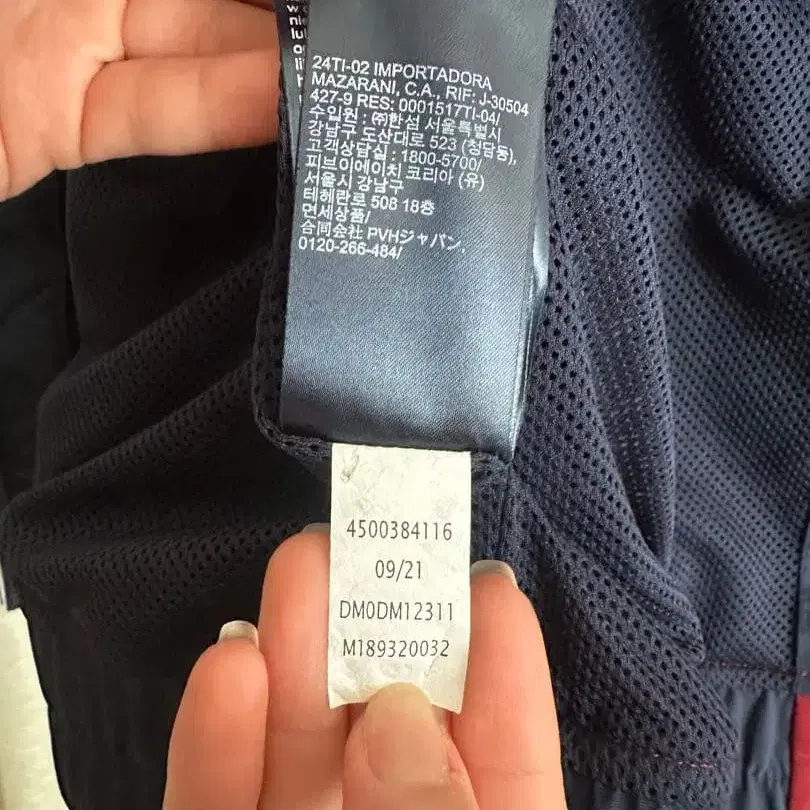 24TI-02 IMPORTADORA
MAZARANI, C.A., RIF: J-30504
427-9 RES: 0001517TI-04/
수입원 : ㈜한섬 서울특별시
강남구 도산대로 523 (청담동),
고객상담실 : 1800-5700/
피브이에이치 코리아 (유)
서울시 강남구
테헤란로 508 18층
면세상품/
合同会社 PVHジャパン,
0120-266-484/
4500384116
09/21
DM0DM12311
M189320032